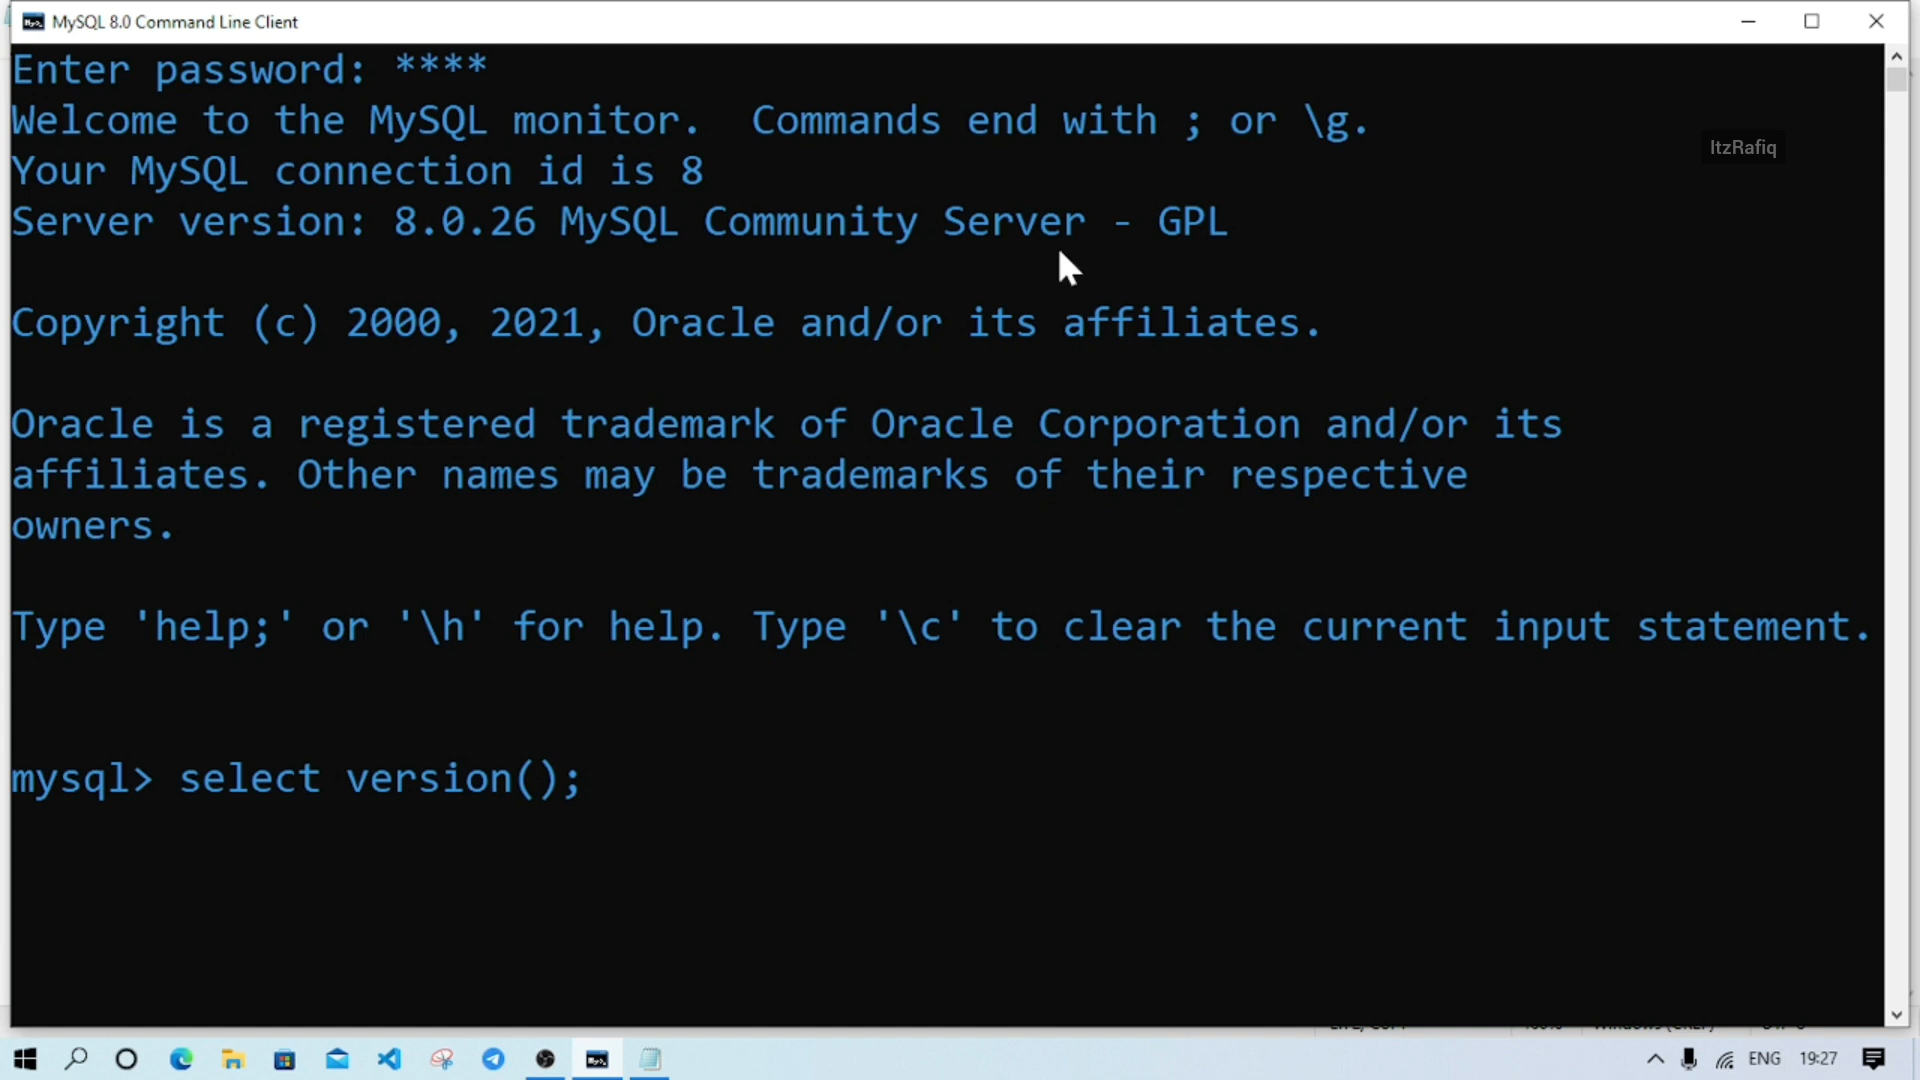 MySQL 8.0 Command Line Client
Enter password: ****
Welcome to the MySQL monitor.  Commands end with ; or \g.
ItzRafiq
Your MySQL connection id is 8
Server version: 8.0.26 MySQL Community Server - GPL
Copyright (c) 2000, 2021, Oracle and/or its affiliates.
Oracle is a registered trademark of Oracle Corporation and/or its
affiliates. Other names may be trademarks of their respective
owners.
Type 'help;' or '\h' for help. Type '\c' to clear the current input statement.
mysql> select version();
ENG 19:27